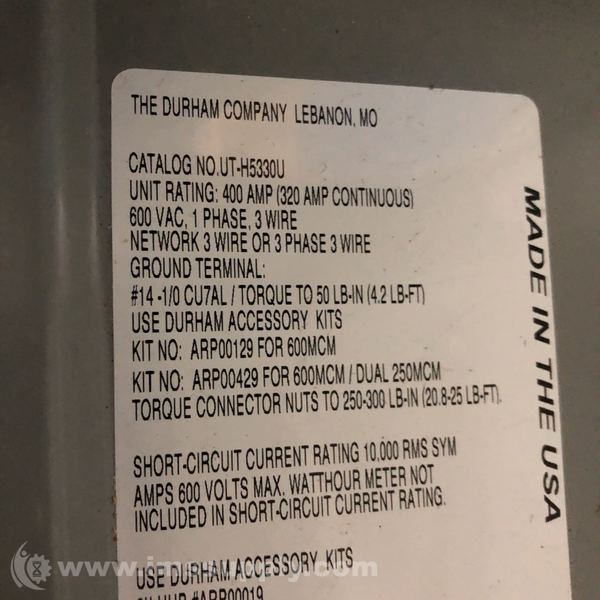 THE DURHAM COMPANY LEBANON, MO
CATALOG NO.UT-H5330U
UNIT RATING: 400 AMP (320 AMP CONTINUOUS)
600 VAC, 1 PHASE, 3 WIRE
NETWORK 3 WIRE OR 3 PHASE 3 WIRE
GROUND TERMINAL:
#14 -1/0 CU7AL / TORQUE TO 50 LB-IN (4.2 LB-FT)
USE DURHAM ACCESSORY KITS
KIT NO: ARP00129 FOR 600MCM
KIT NO: ARP00429 FOR 600MCM / DUAL 250MCM
TORQUE CONNECTOR NUTS TO 250-300 LB-IN (20.8-25 LB-FT).
SHORT-CIRCUIT CURRENT RATING 10,000 RMS SYM
AMPS 600 VOLTS MAX. WATTHOUR METER NOT
INCLUDED IN SHORT-CIRCUIT CURRENT RATING.
USE DURHAM ACCESSORY KITS
#ARP00019
MADE IN THE USA